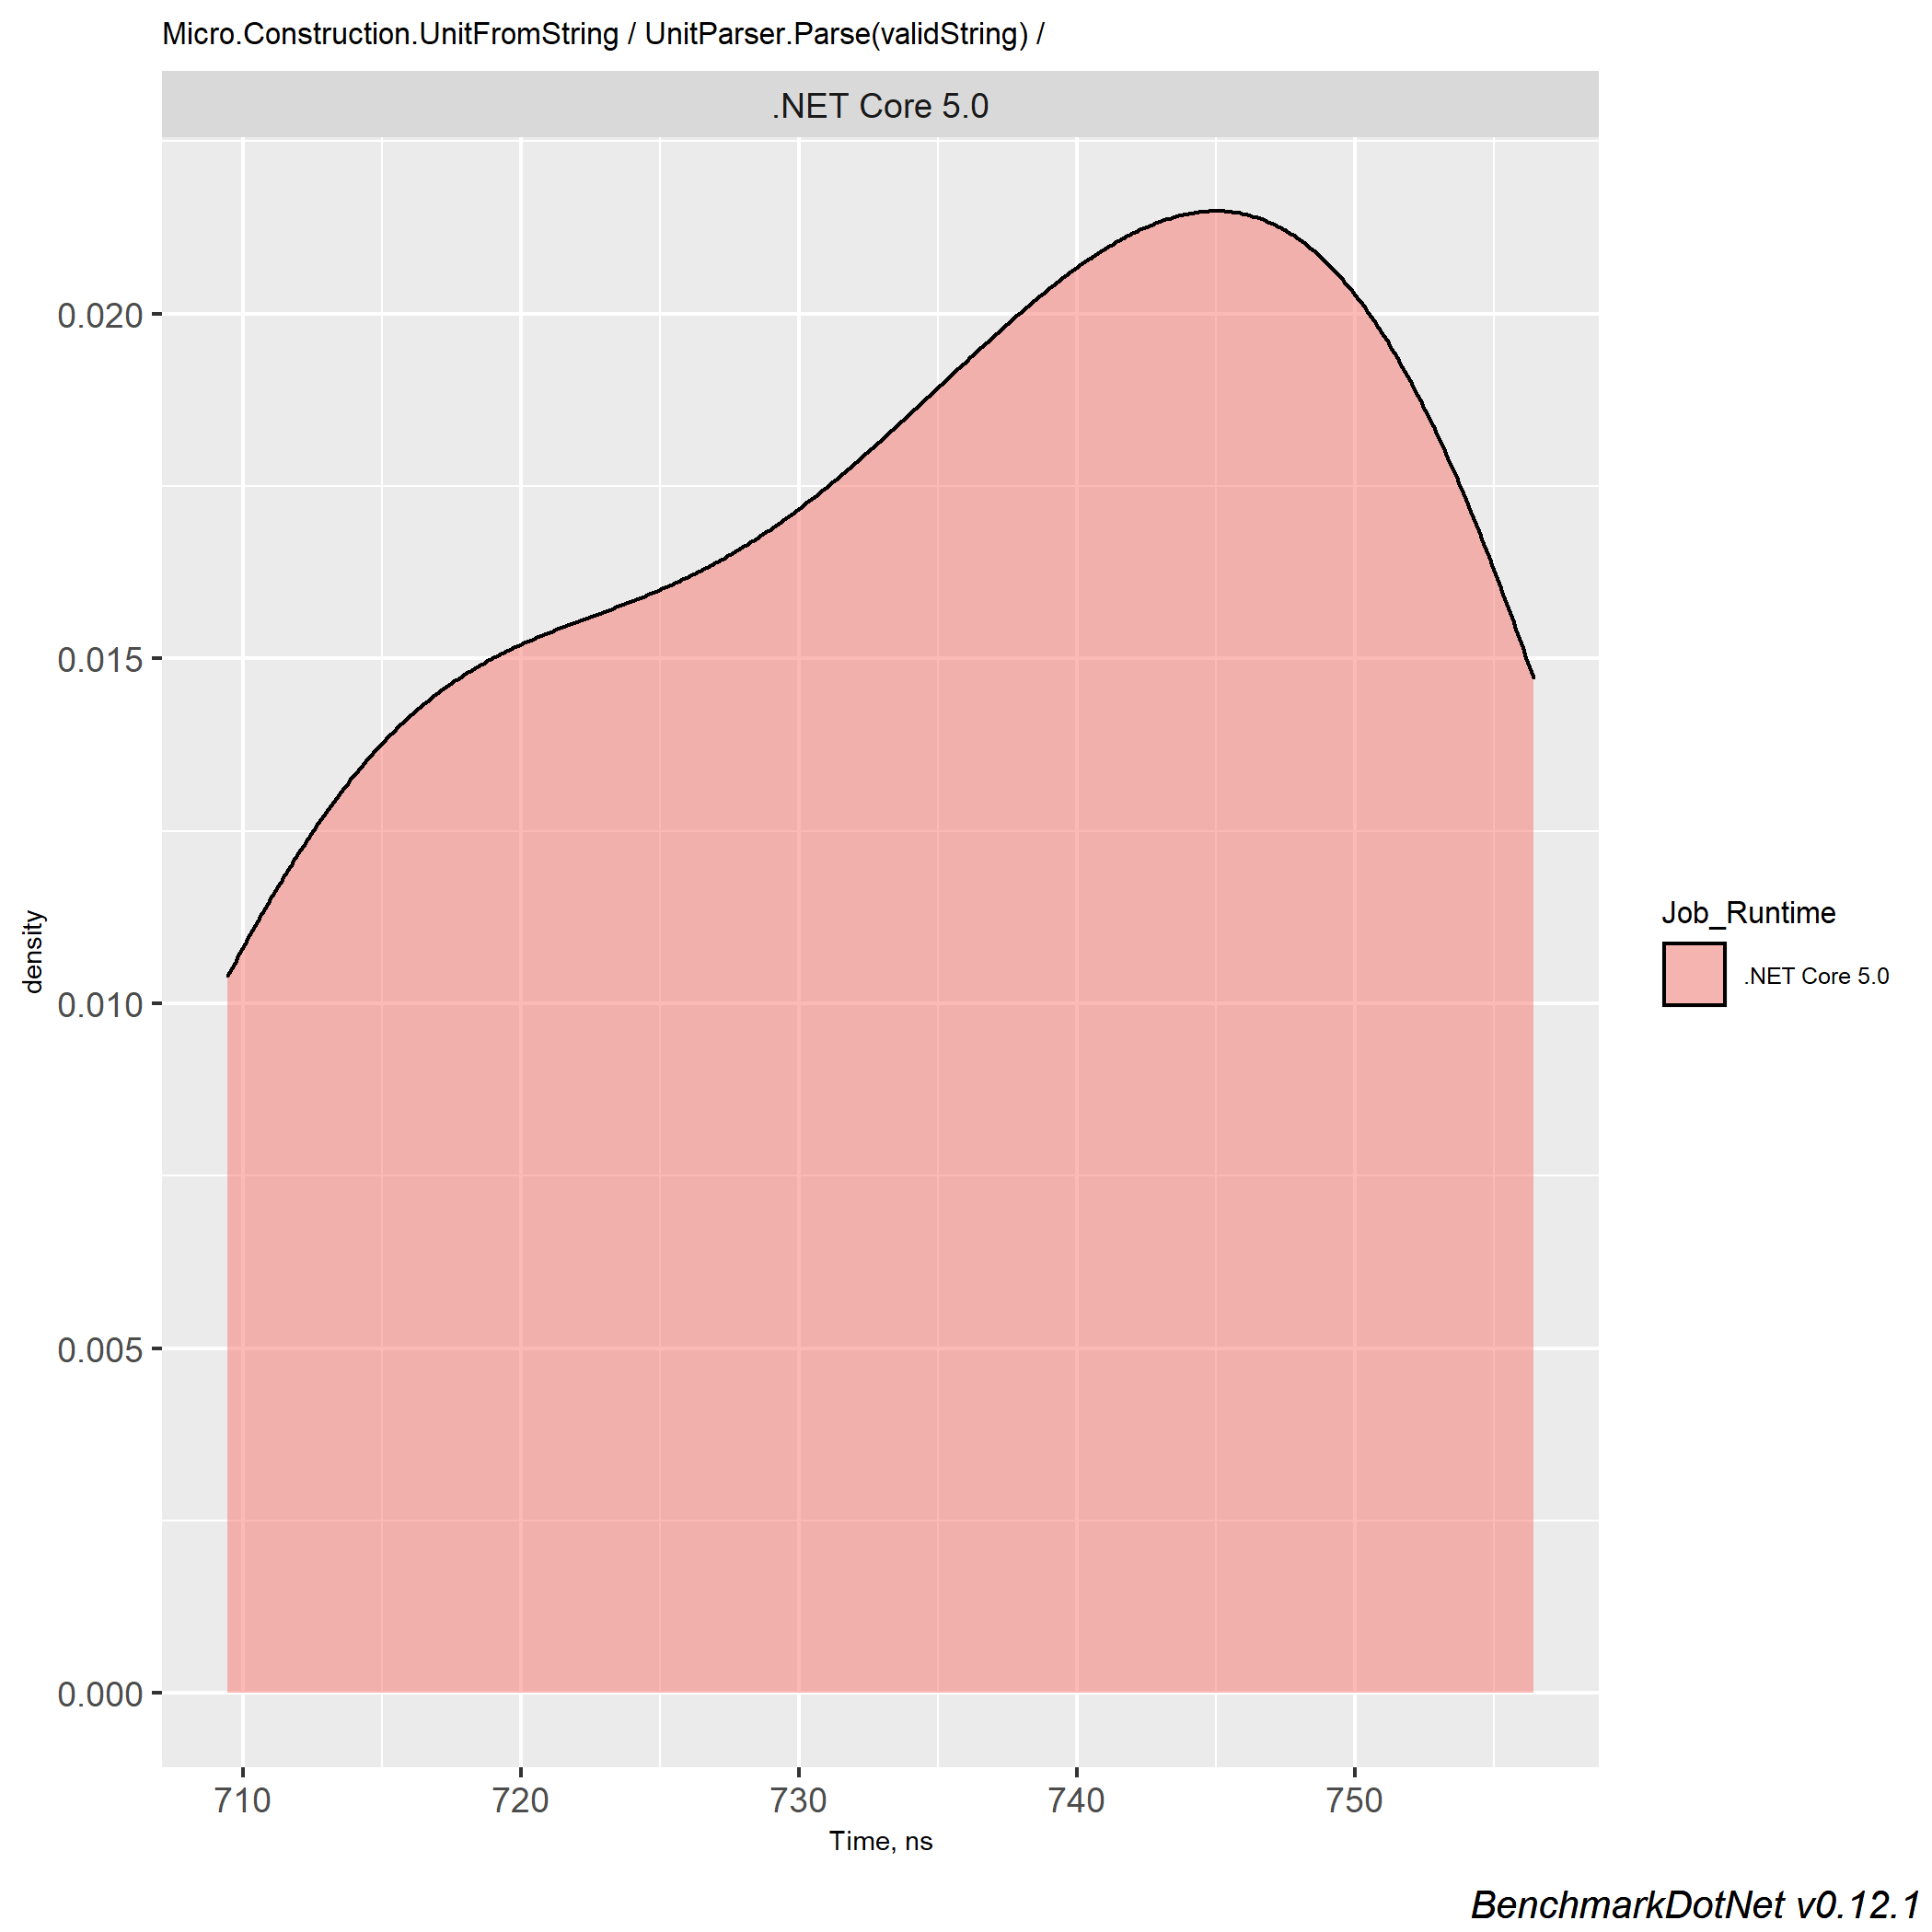 Micro.Construction.UnitFromString / UnitParser.Parse(validString) /
.NET Core 5.0
0.020
0.015
0.010
0.005
0.000
density
710 720 730 740 750
Time, ns
Job_Runtime
.NET Core 5.0
BenchmarkDotNet v0.12.1